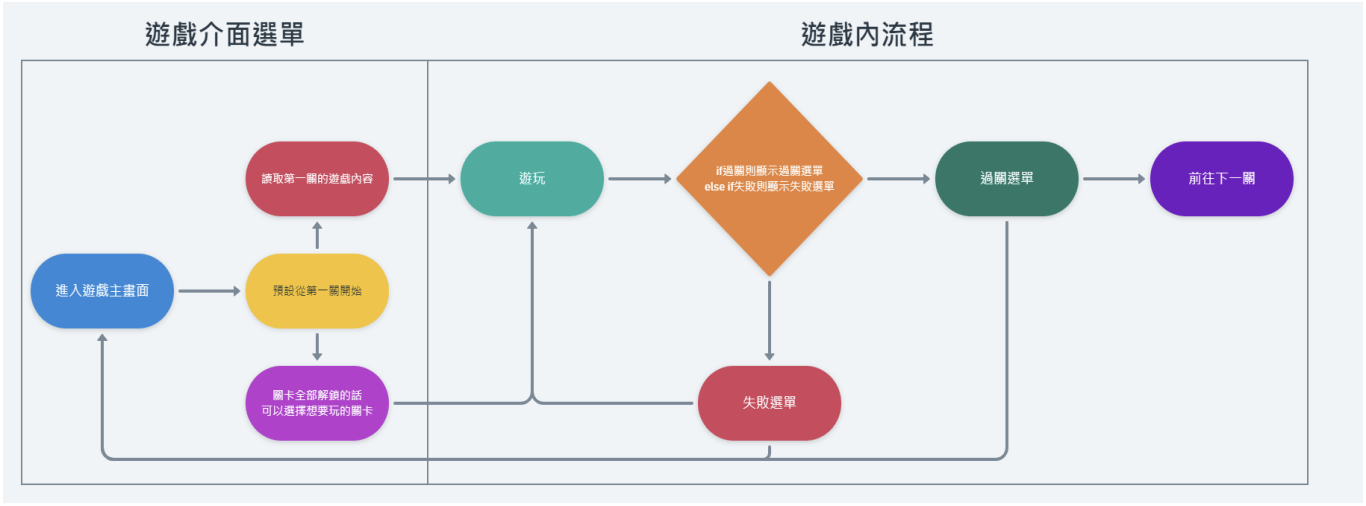 遊戲介面選單
遊戲內流程
讀取第一關的遊戲內容
遊玩
if過關則顯示過關選單
else if失敗則顯示失敗選單
過關選單
前往下一關
進入遊戲主畫面
預設從第一關開始
關卡全部解鎖的話
可以選擇想要玩的關卡
失敗選單